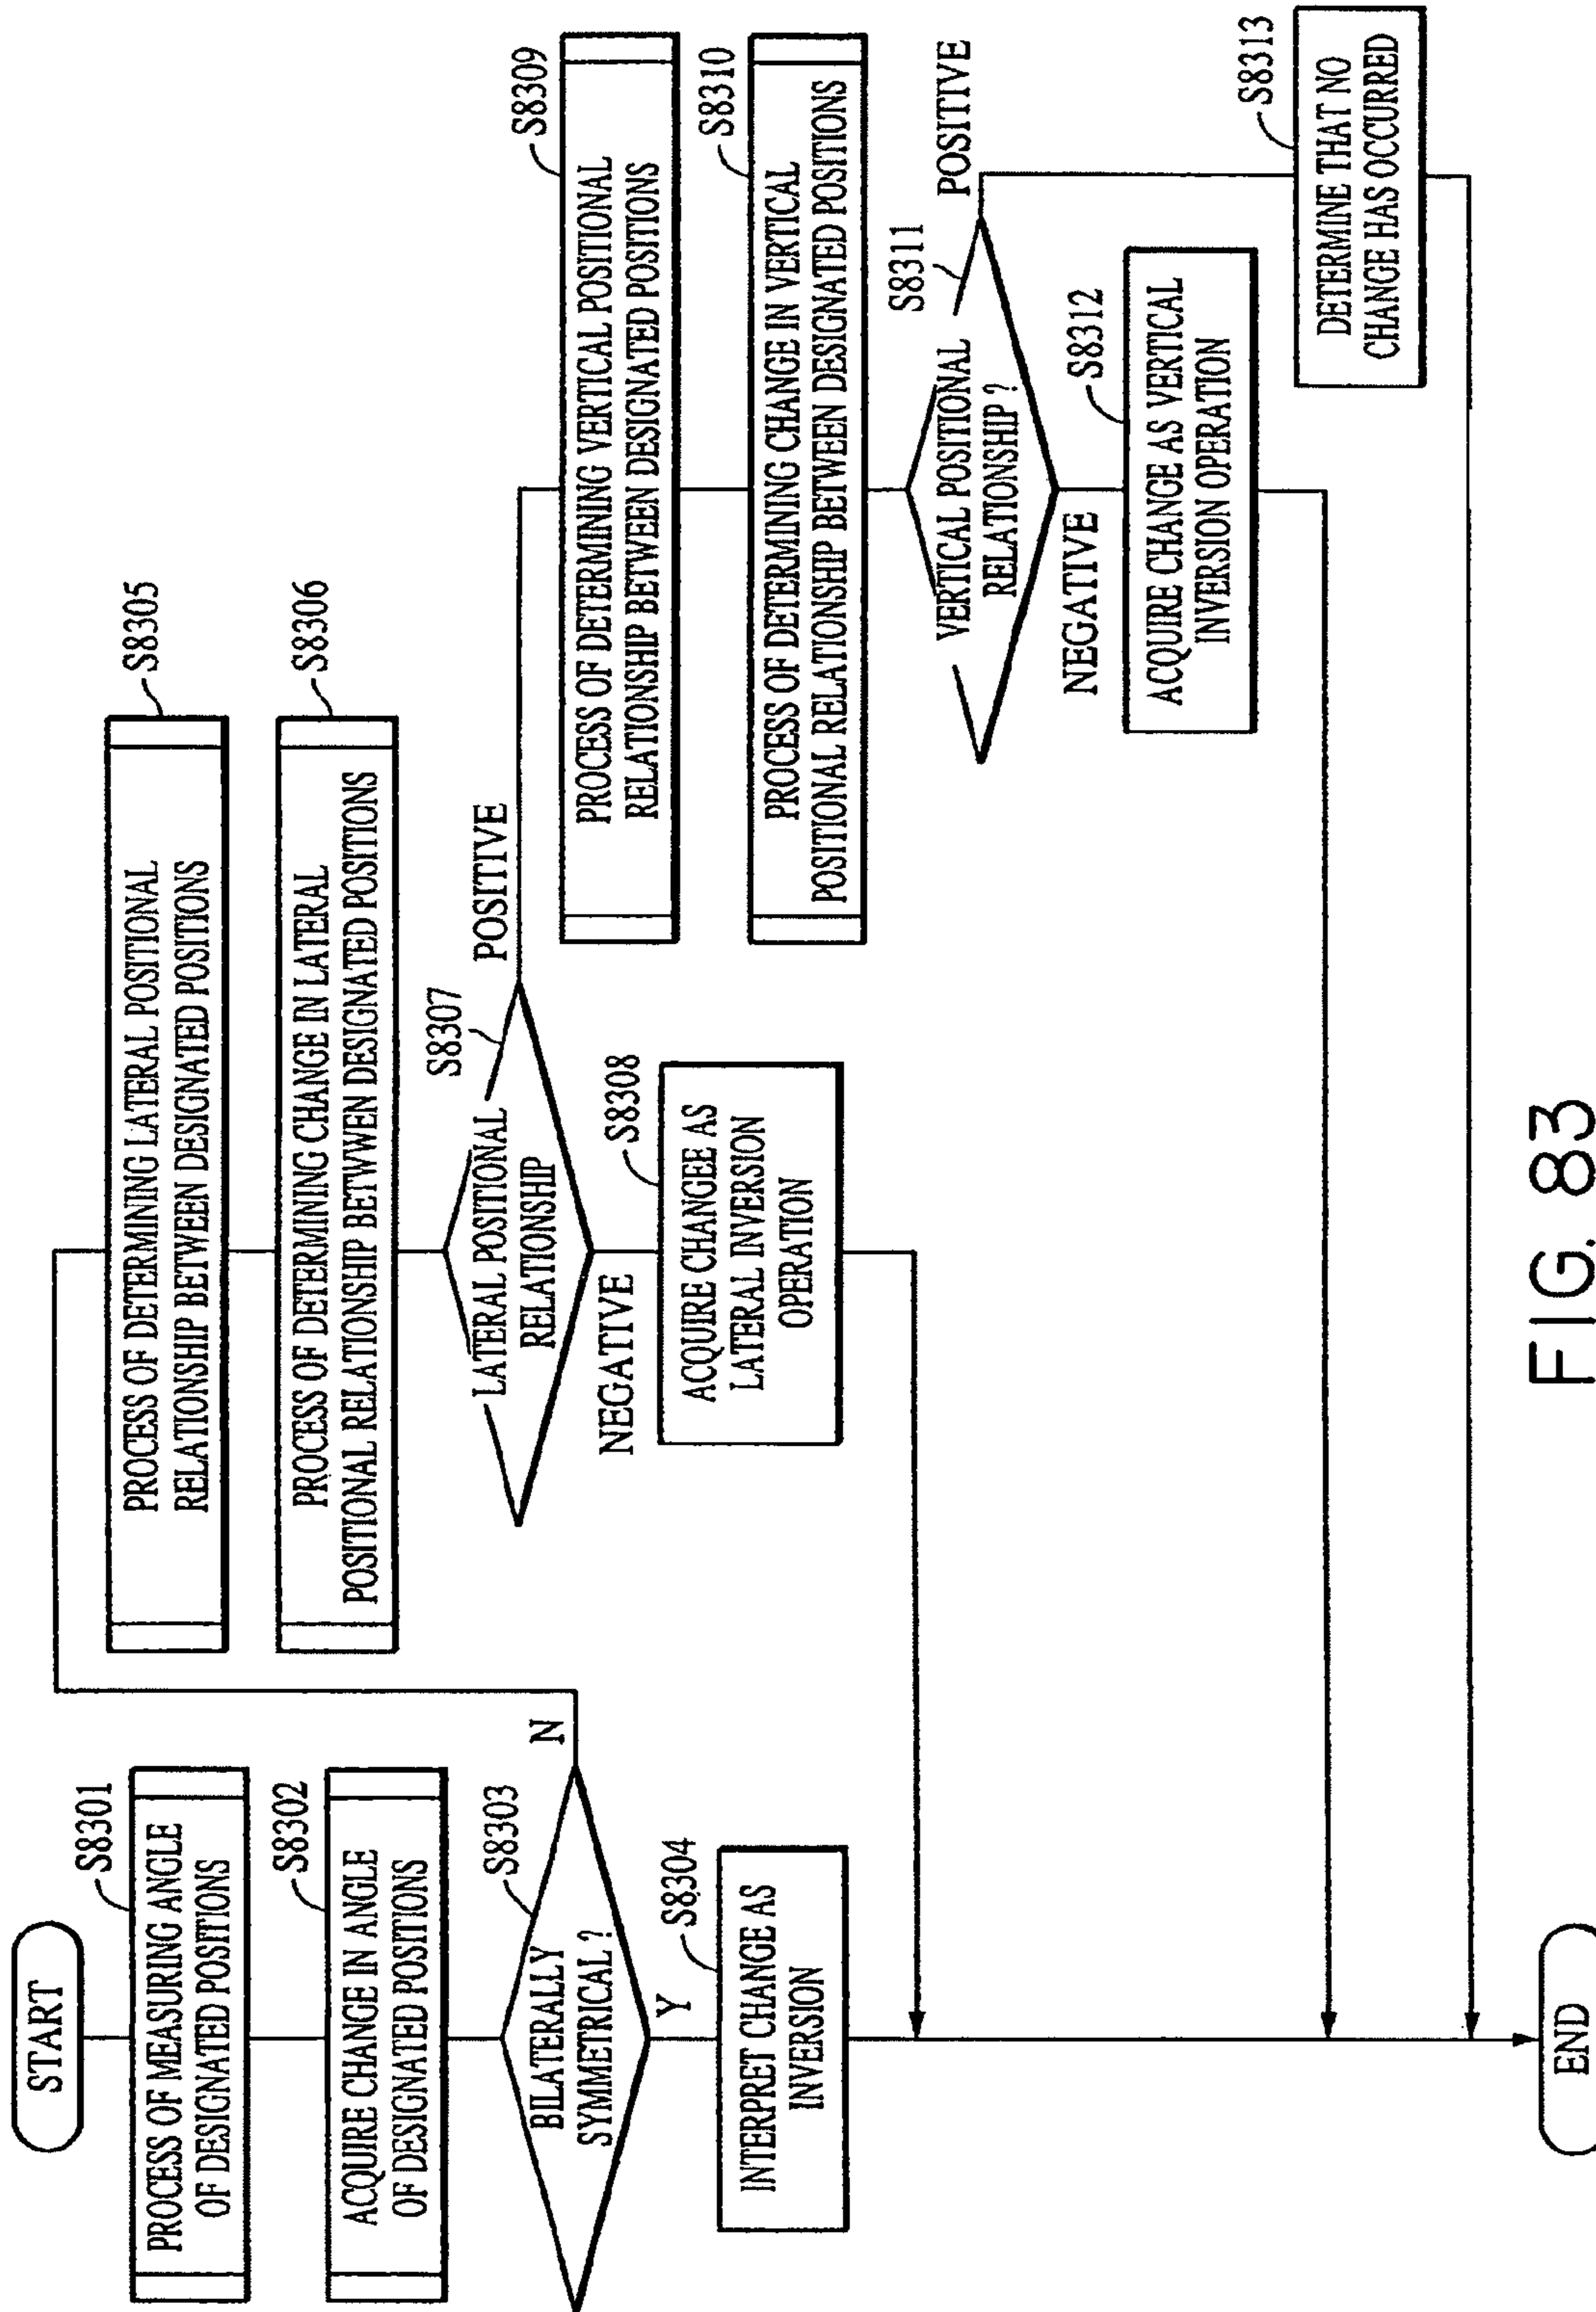 START
S8301
PROCESS OF MEASURING ANGLE
OF DESIGNATED POSITIONS
S8302
ACQUIRE CHANGE IN ANGLE
OF DESIGNATED POSITIONS
S8303
BILATERALLY
SYMMETRICAL ?
N
Y
S8304
INTERPRET CHANGE AS
INVERSION
END
S8305
PROCESS OF DETERMINING LATERAL POSITIONAL
RELATIONSHIP BETWEEN DESIGNATED POSITIONS
S8306
PROCESS OF DETERMINING CHANGE IN LATERAL
POSITIONAL RELATIONSHIP BETWWEN DESIGNATED POSITIONS
S8307
LATERAL POSITIONAL
RELATIONSHIP
POSITIVE
NEGATIVE
S8308
ACQUIRE CHANGEE AS
LATERAL INVERSION
OPERATION
S8309
PROCESS OF DETERMINING VERTICAL POSITIONAL
RELATIONSHIP BETWEEN DESIGNATED POSITIONS
S8310
PROCESS OF DETERMINING CHANGE IN VERTICAL
POSITIONAL RELATIONSHIP BETWEEN DESIGNATED POSITIONS
S8311
VERTICAL POSITIONAL
RELATIONSHIP ?
POSITIVE
NEGATIVE
S8312
ACQUIRE CHANGE AS VERTICAL
INVERSION OPERATION
S8313
DETERMINE THAT NO
CHANGE HAS OCCURRED
FIG. 83